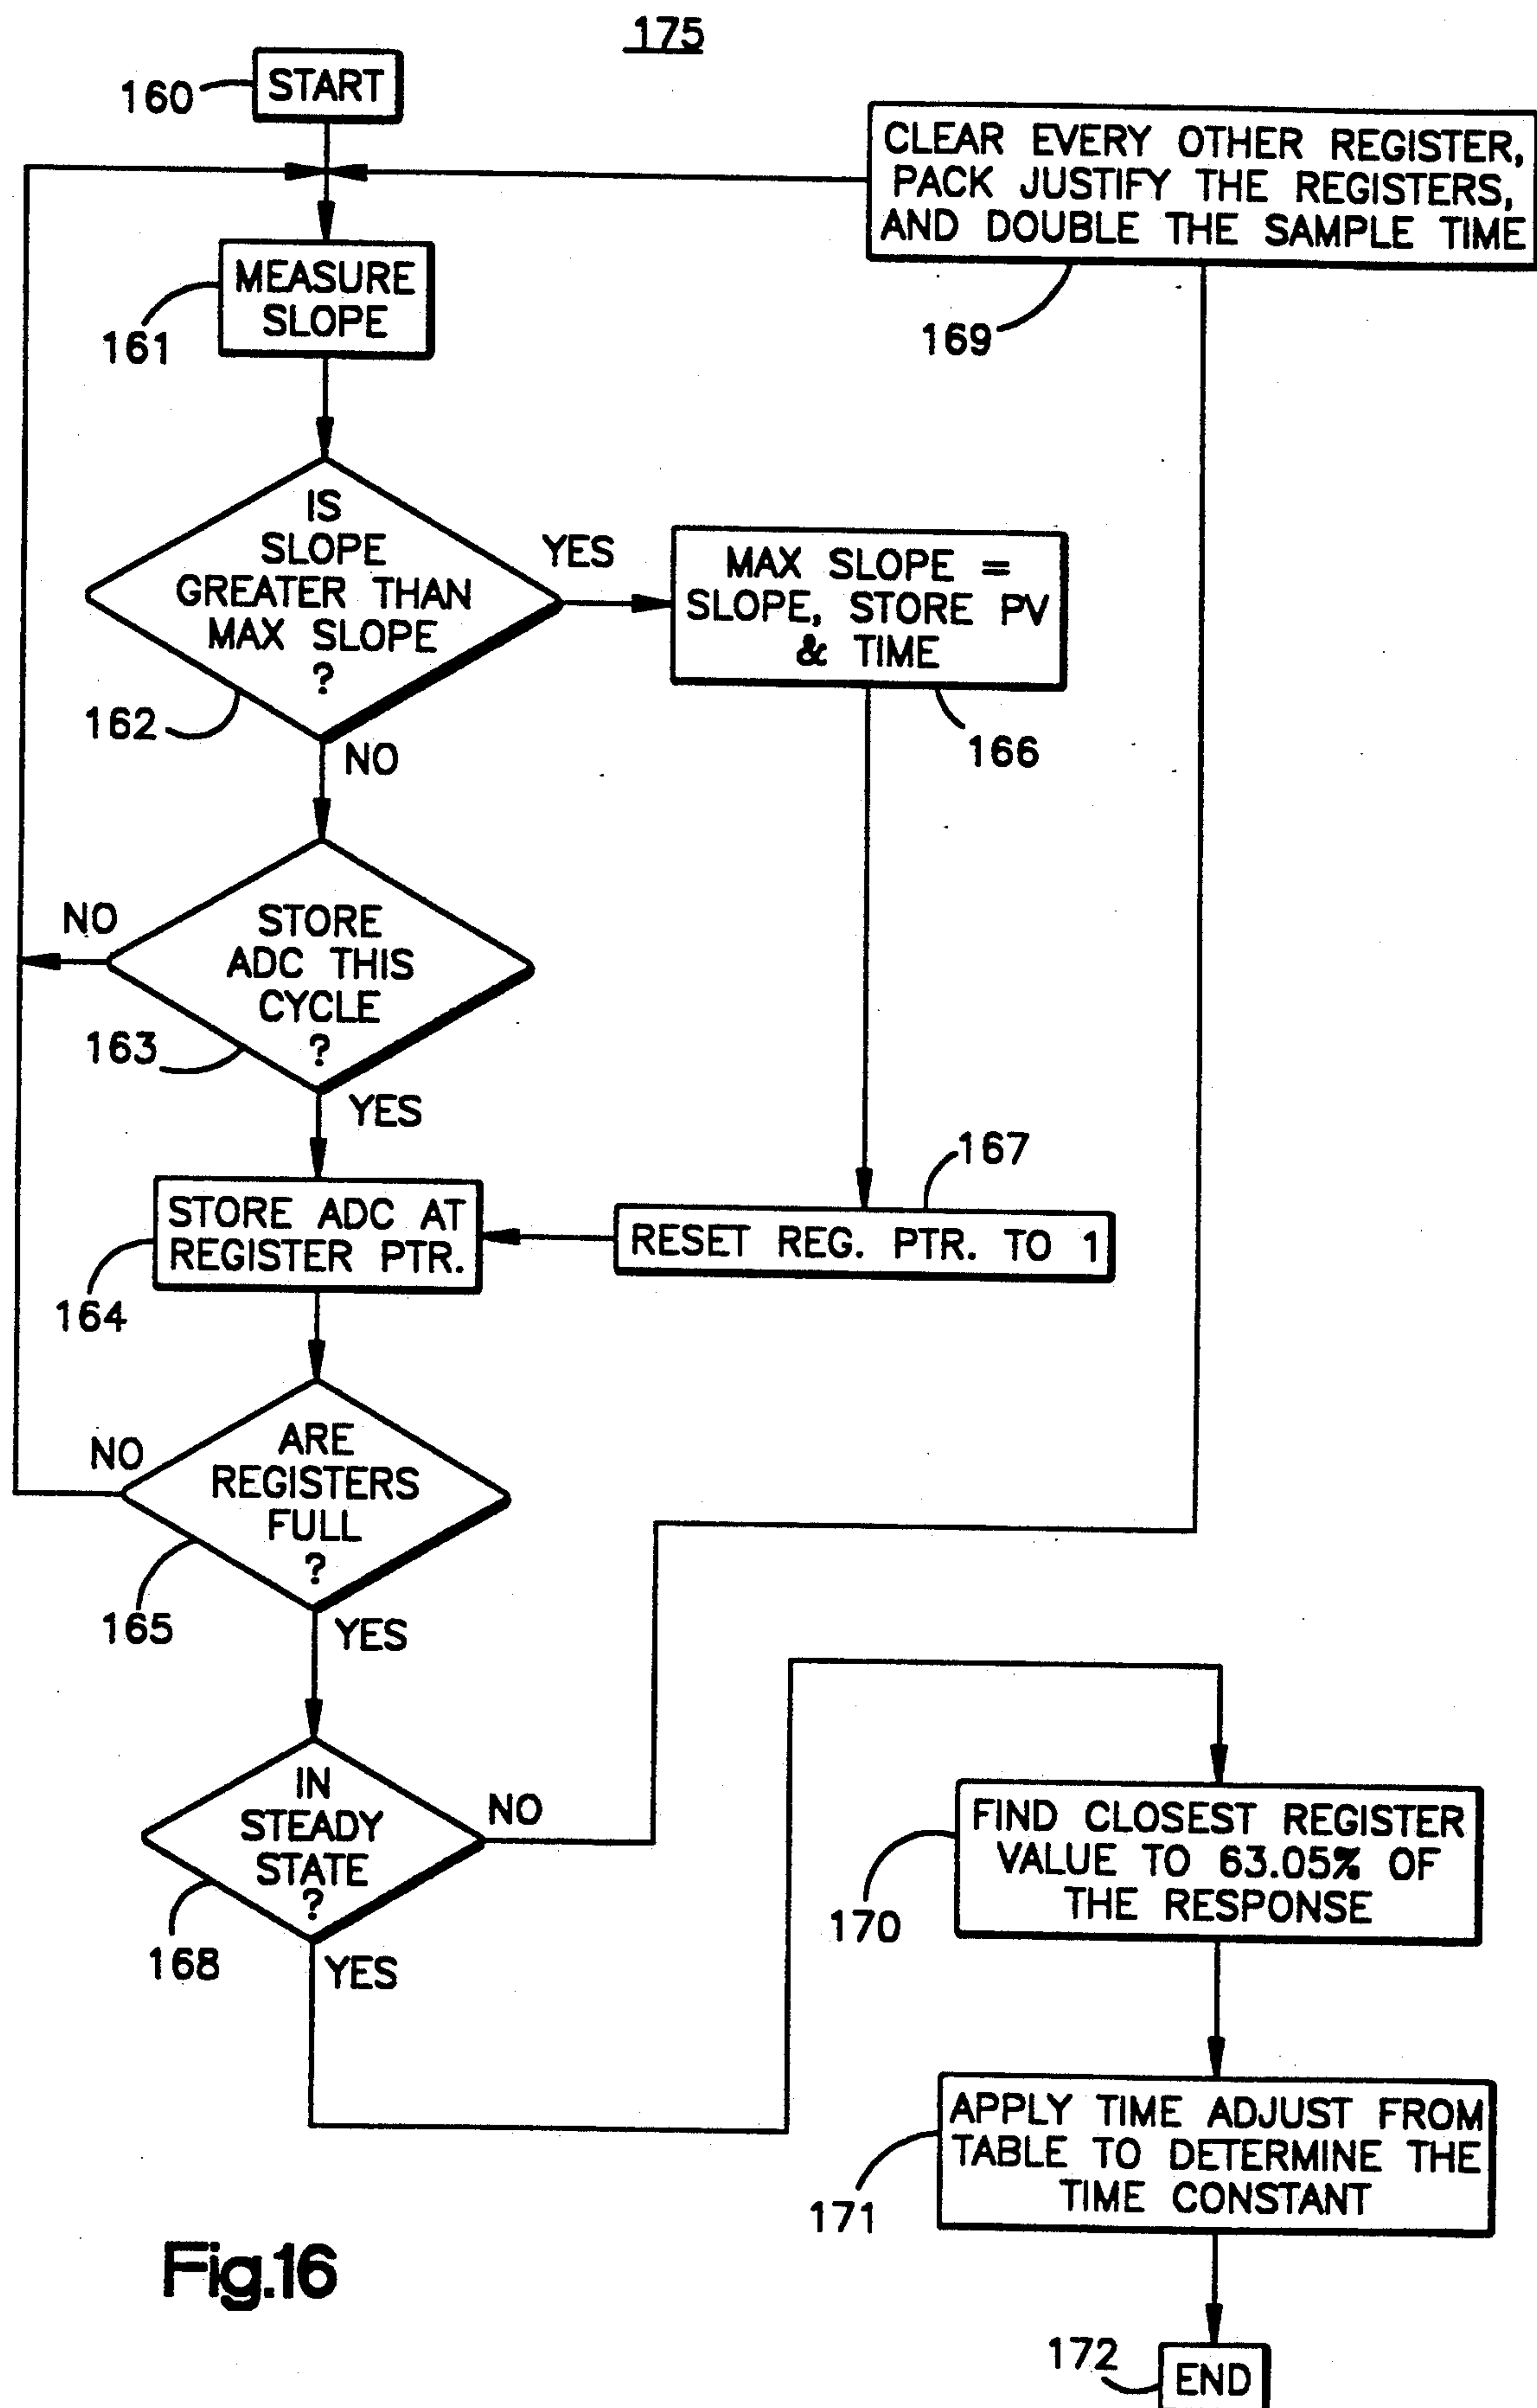 175
160
START
CLEAR EVERY OTHER REGISTER,
PACK JUSTIFY THE REGISTERS,
AND DOUBLE THE SAMPLE TIME
169
MEASURE
SLOPE
161
IS
SLOPE
GREATER THAN
MAX SLOPE
?
162
YES
NO
MAX SLOPE =
SLOPE, STORE PV
& TIME
166
STORE
ADC THIS
CYCLE
?
163
NO
YES
167
RESET REG. PTR. TO 1
STORE ADC AT
REGISTER PTR.
164
ARE
REGISTERS
FULL
?
165
NO
YES
IN
STEADY
STATE
?
168
NO
YES
FIND CLOSEST REGISTER
VALUE TO 63.05% OF
THE RESPONSE
170
APPLY TIME ADJUST FROM
TABLE TO DETERMINE THE
TIME CONSTANT
171
172
END
Fig.16